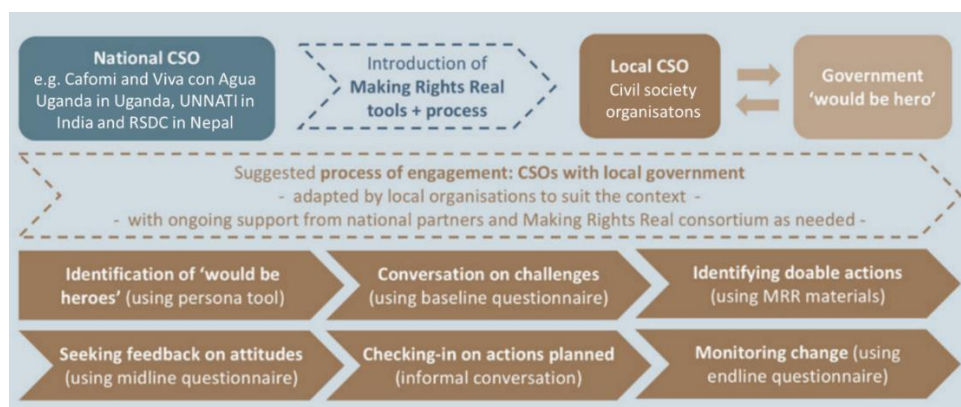 National CSO
e.g. Cafomi and Viva con Agua
Uganda in Uganda, UNNATI in
India and RSDC in Nepal
Introduction of
Making Rights Real
tools + process
Local CSO
Civil society
organisatons
Government
'would be hero'
Suggested process of engagement: CSOs with local government
- adapted by local organisations to suit the context -
- with ongoing support from national partners and Making Rights Real consortium as needed -
Identification of 'would be
heroes' (using persona tool)
Conversation on challenges
(using baseline questionnaire)
Identifying doable actions
(using MRR materials)
Seeking feedback on attitudes
(using midline questionnaire)
Checking-in on actions planned
(informal conversation)
Monitoring change (using
endline questionnaire)